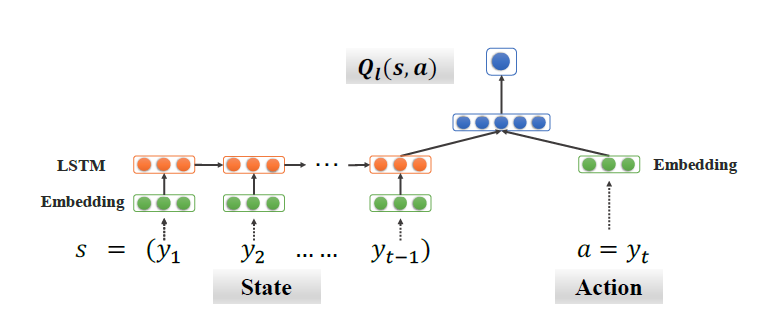 Q_l(s, a)
LSTM ...
Embedding
Embedding
s = (y_1 y_2 ... ... y_{t-1}) a = y_t
State Action